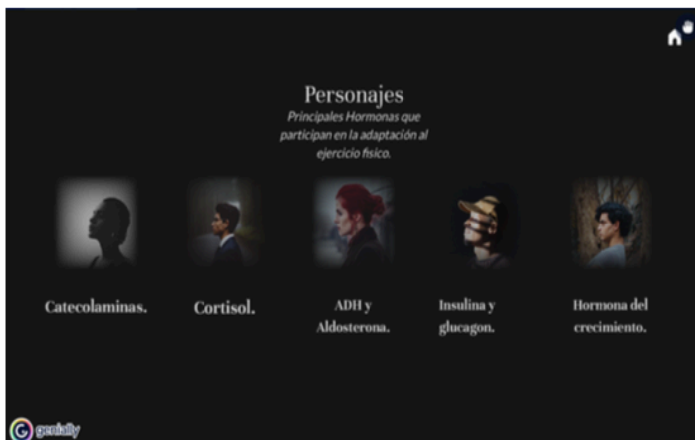 Personajes
Principales Hormonas que
participan en la adaptación al
ejercicio fisico.
Catecolaminas.
Cortisol.
ADH y
Aldosterona.
Insulina y
glucagon.
Hormona del
crecimiento.
genially